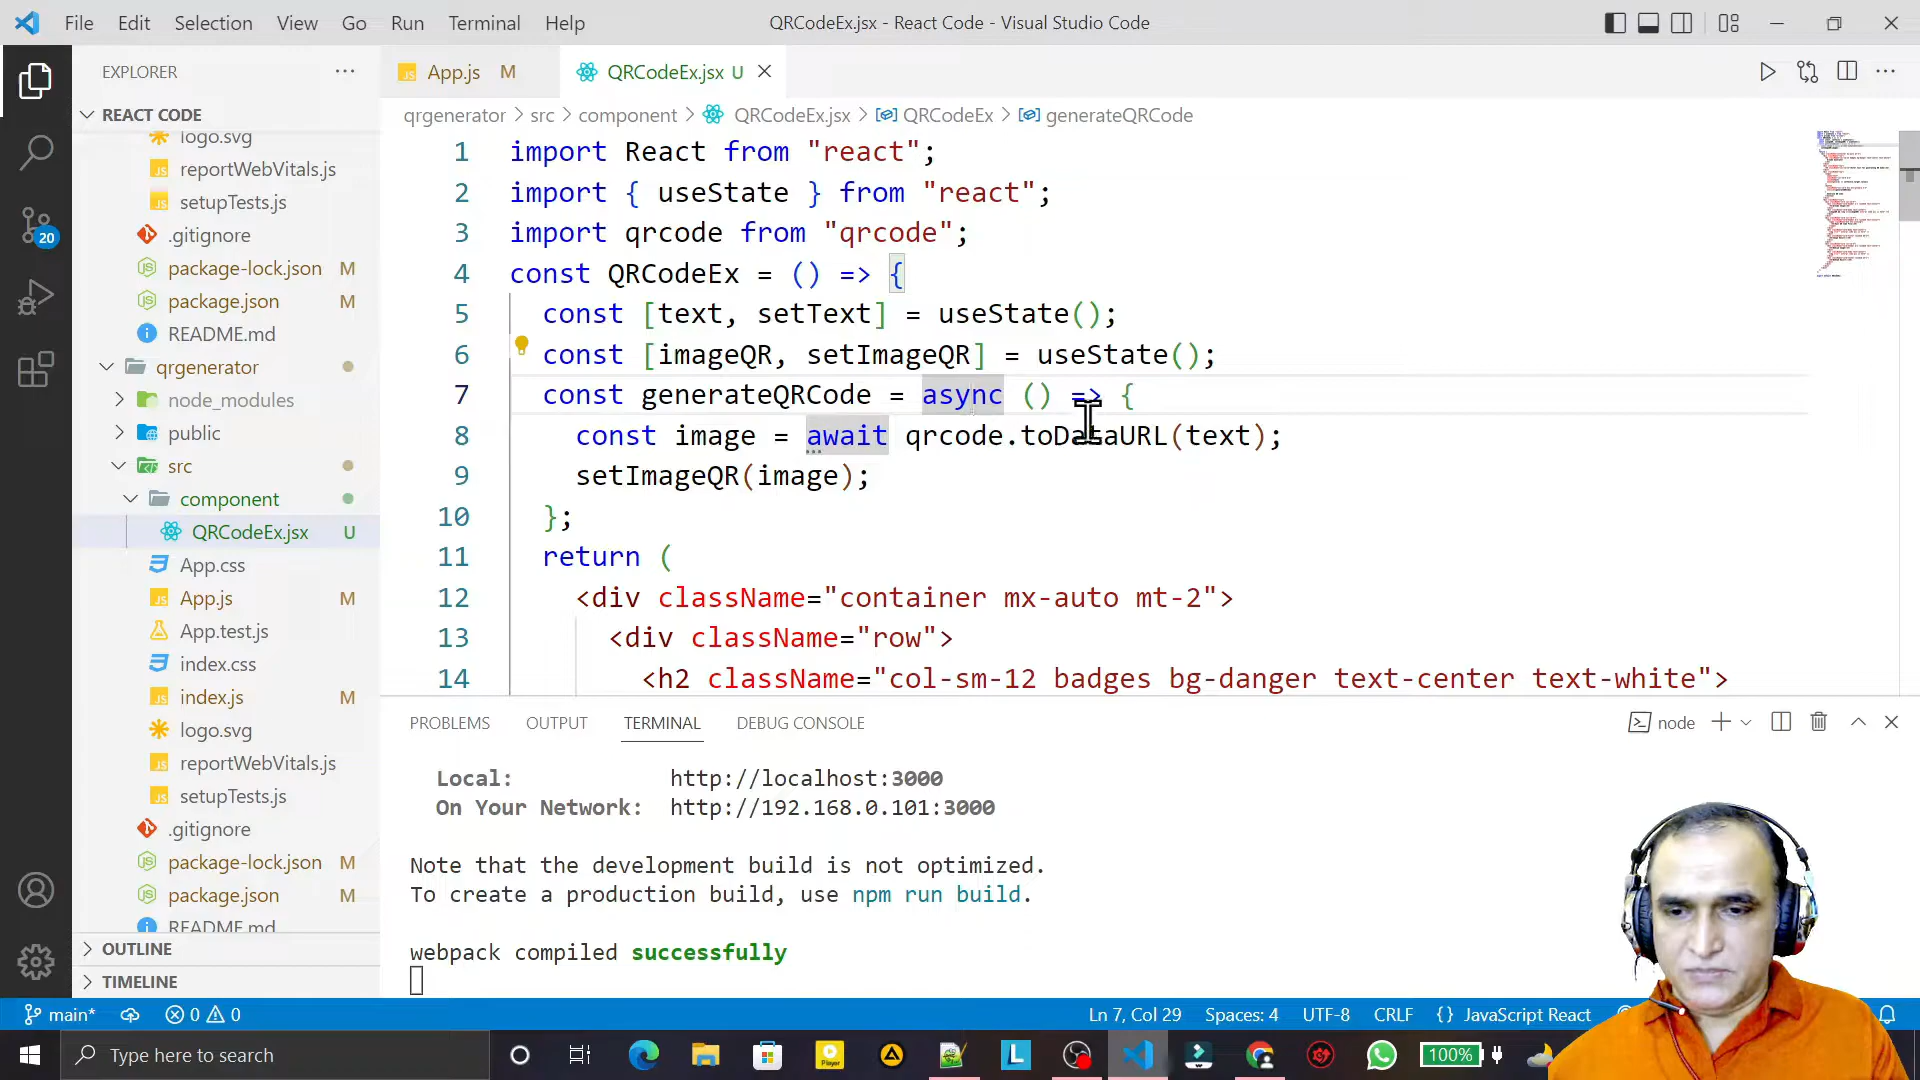 File Edit Selection View Go Run Terminal Help QRCodeEx.jsx - React Code - Visual Studio Code
EXPLORER
REACT CODE
logo.svg
reportWebVitals.js
setupTests.js
.gitignore
package-lock.json M
package.json M
README.md
qrgenerator
node_modules
public
src
component
QRCodeEx.jsx U
App.css
App.js M
App.test.js
index.css
index.js M
logo.svg
reportWebVitals.js
setupTests.js
.gitignore
package-lock.json M
package.json M
README.md
OUTLINE
TIMELINE
20
App.js M QRCodeEx.jsx U
qrgenerator > src > component > QRCodeEx.jsx > QRCodeEx > generateQRCode
1 import React from "react";
2 import { useState } from "react";
3 import qrcode from "qrcode";
4 const QRCodeEx = () => {
5 const [text, setText] = useState();
6 const [imageQR, setImageQR] = useState();
7 const generateQRCode = async () => {
8 const image = await qrcode.toDataURL(text);
9 setImageQR(image);
10 };
11 return (
12 <div className="container mx-auto mt-2">
13 <div className="row">
14 <h2 className="col-sm-12 badges bg-danger text-center text-white">
PROBLEMS OUTPUT TERMINAL DEBUG CONSOLE node
Local: http://localhost:3000
On Your Network: http://192.168.0.101:3000
Note that the development build is not optimized.
To create a production build, use npm run build.
webpack compiled successfully
main* 0 0 Ln 7, Col 29 Spaces: 4 UTF-8 CRLF {} JavaScript React
Type here to search 100%